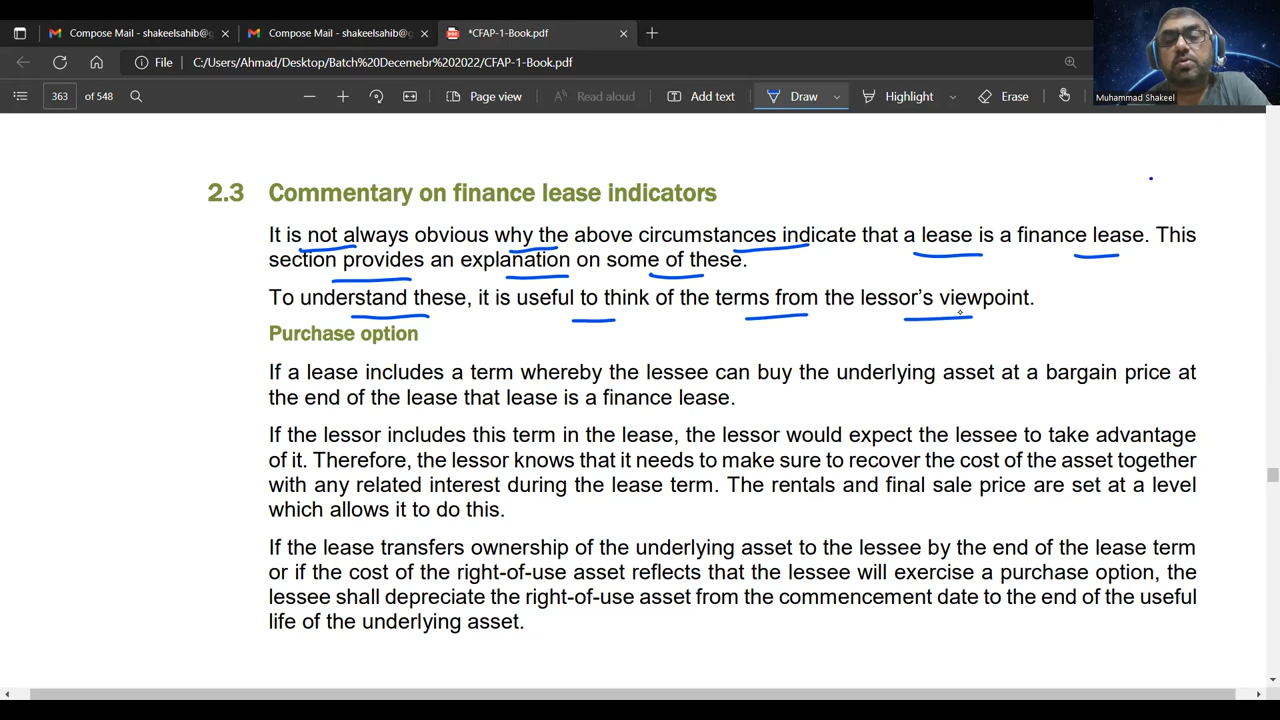 Compose Mail - shakeelsahib@g
Compose Mail - shakeelsahib@g
*CFAP-1-Book.pdf
File
C:/Users/Ahmad/Desktop/Batch%20Decemebr%202022/CFAP-1-Book.pdf
363 of 548
Page view
Read aloud
Add text
Draw
Highlight
Erase
Muhammad Shakeel
2.3 Commentary on finance lease indicators
It is not always obvious why the above circumstances indicate that a lease is a finance lease. This
section provides an explanation on some of these.
To understand these, it is useful to think of the terms from the lessor’s viewpoint.
Purchase option
If a lease includes a term whereby the lessee can buy the underlying asset at a bargain price at
the end of the lease that lease is a finance lease.
If the lessor includes this term in the lease, the lessor would expect the lessee to take advantage
of it. Therefore, the lessor knows that it needs to make sure to recover the cost of the asset together
with any related interest during the lease term. The rentals and final sale price are set at a level
which allows it to do this.
If the lease transfers ownership of the underlying asset to the lessee by the end of the lease term
or if the cost of the right-of-use asset reflects that the lessee will exercise a purchase option, the
lessee shall depreciate the right-of-use asset from the commencement date to the end of the useful
life of the underlying asset.